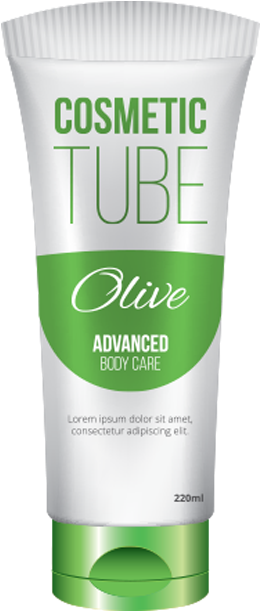 COSMETIC
TUBE
Olive
ADVANCED
BODY CARE
Lorem ipsum dolor sit amet,
consectetur adipiscing elit.
220ml